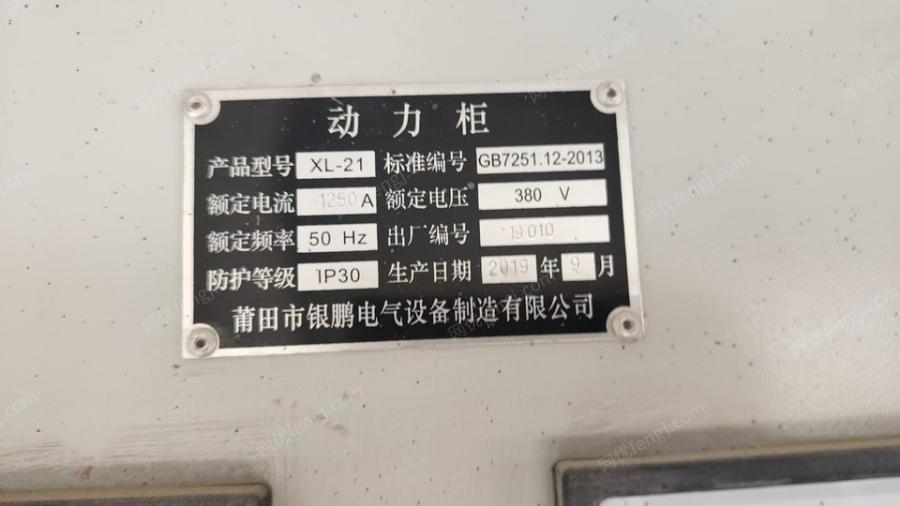 动力柜
产品型号 XL-21 标准编号 GB7251.12-2013
额定电流 1250 A 额定电压 380 V
额定频率 50 Hz 出厂编号 19010
防护等级 IP30 生产日期 2019 年 9 月
莆田市银鹏电气设备制造有限公司